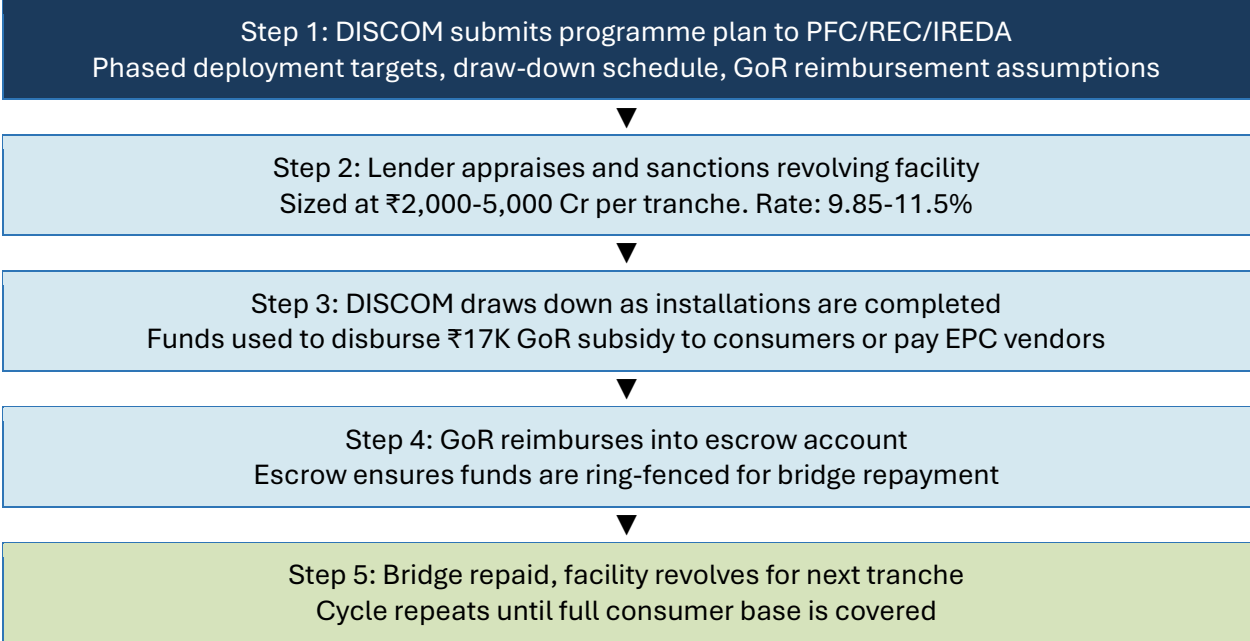 Step 1: DISCOM submits programme plan to PFC/REC/IREDA
Phased deployment targets, draw-down schedule, GoR reimbursement assumptions
Step 2: Lender appraises and sanctions revolving facility
Sized at ₹2,000-5,000 Cr per tranche. Rate: 9.85-11.5%
Step 3: DISCOM draws down as installations are completed
Funds used to disburse ₹17K GoR subsidy to consumers or pay EPC vendors
Step 4: GoR reimburses into escrow account
Escrow ensures funds are ring-fenced for bridge repayment
Step 5: Bridge repaid, facility revolves for next tranche
Cycle repeats until full consumer base is covered